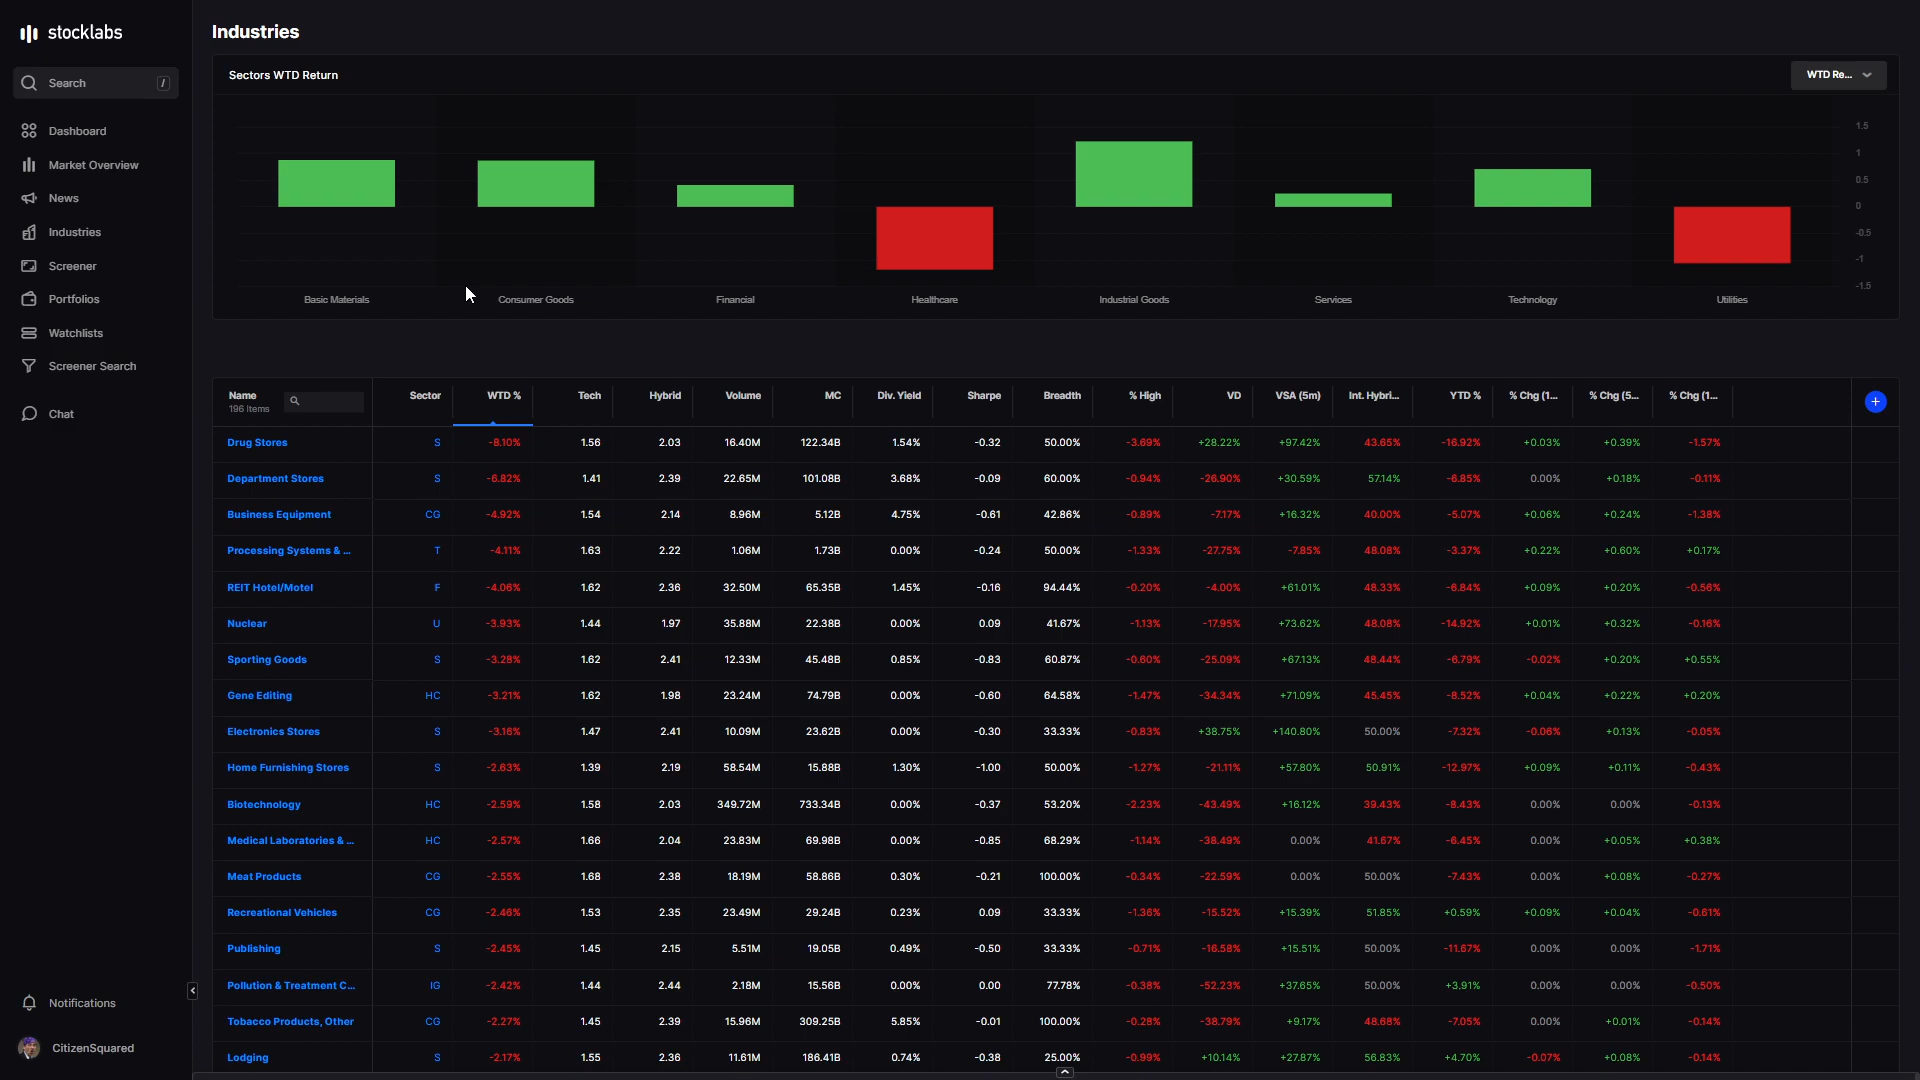 stocklabs
Industries
Search /
Sectors WTD Return
WTD Re...
Dashboard
Market Overview
News
Industries
Screener
Portfolios
Watchlists
Screener Search
Chat
1.5
1
0.5
0
-0.5
-1
-1.5
Basic Materials Consumer Goods Financial Healthcare Industrial Goods Services Technology Utilities
Name Sector WTD % Tech Hybrid Volume MC Div. Yield Sharpe Breadth % High VD VSA (5m) Int. Hybri... YTD % % Chg (1... % Chg (5... % Chg (1...
196 Items
Drug Stores S -8.10% 1.56 2.03 16.40M 122.34B 1.54% -0.32 50.00% -3.69% +28.22% +97.42% 43.65% -16.92% +0.03% +0.39% -1.57%
Department Stores S -6.82% 1.41 2.39 22.65M 101.08B 3.68% -0.09 60.00% -0.94% -26.90% +30.59% 57.14% -6.85% 0.00% +0.18% -0.11%
Business Equipment CG -4.92% 1.54 2.14 8.96M 5.12B 4.75% -0.61 42.86% -0.89% -7.17% +16.32% 40.00% -5.07% +0.06% +0.24% -1.38%
Processing Systems & ... T -4.11% 1.63 2.22 1.06M 1.73B 0.00% -0.24 50.00% -1.33% -27.75% -7.85% 48.08% -3.37% +0.22% +0.60% +0.17%
REIT Hotel/Motel F -4.06% 1.62 2.36 32.50M 65.35B 1.45% -0.16 94.44% -0.20% -4.00% +61.01% 48.33% -6.84% +0.09% +0.20% -0.56%
Nuclear U -3.93% 1.44 1.97 35.88M 22.38B 0.00% 0.09 41.67% -1.13% -17.95% +73.62% 48.08% -14.92% +0.01% +0.32% -0.16%
Sporting Goods S -3.28% 1.62 2.41 12.33M 45.48B 0.85% -0.83 60.87% -0.60% -25.09% +67.13% 48.44% -6.79% -0.02% +0.20% +0.55%
Gene Editing HC -3.21% 1.62 1.98 23.24M 74.79B 0.00% -0.60 64.58% -1.47% -34.34% +71.09% 45.45% -8.52% +0.04% +0.22% +0.20%
Electronics Stores S -3.16% 1.47 2.41 10.09M 23.62B 0.00% -0.30 33.33% -0.83% +38.75% +140.80% 50.00% -7.32% -0.06% +0.13% -0.05%
Home Furnishing Stores S -2.63% 1.39 2.19 58.54M 15.88B 1.30% -1.00 50.00% -1.27% -21.11% +57.80% 50.91% -12.97% +0.09% +0.11% -0.43%
Biotechnology HC -2.59% 1.58 2.03 349.72M 733.34B 0.00% -0.37 53.20% -2.23% -43.49% +16.12% 39.43% -8.43% 0.00% 0.00% -0.13%
Medical Laboratories & ... HC -2.57% 1.66 2.04 23.83M 69.98B 0.00% -0.85 68.29% -1.14% -38.49% 0.00% 41.67% -6.45% 0.00% +0.05% +0.38%
Meat Products CG -2.55% 1.68 2.38 18.19M 58.86B 0.30% -0.21 100.00% -0.34% -22.59% 0.00% 50.00% -7.43% 0.00% +0.08% -0.27%
Recreational Vehicles CG -2.46% 1.53 2.35 23.49M 29.24B 0.23% 0.09 33.33% -1.36% -15.52% +15.39% 51.85% +0.59% +0.09% +0.04% -0.61%
Publishing S -2.45% 1.45 2.15 5.51M 19.05B 0.49% -0.50 33.33% -0.71% -16.58% +15.51% 50.00% -11.67% 0.00% 0.00% -1.71%
Pollution & Treatment C... IG -2.42% 1.44 2.44 2.18M 15.56B 0.00% 0.00 77.78% -0.38% -52.23% +37.65% 50.00% +3.91% 0.00% 0.00% -0.50%
Tobacco Products, Other CG -2.27% 1.45 2.39 15.96M 309.25B 5.85% -0.01 100.00% -0.28% -38.79% +9.17% 48.68% -7.05% 0.00% +0.01% -0.14%
Lodging S -2.17% 1.55 2.36 11.61M 186.41B 0.74% -0.38 25.00% -0.99% +10.14% +27.87% 56.83% +4.70% -0.07% +0.08% -0.14%
Notifications
CitizenSquared